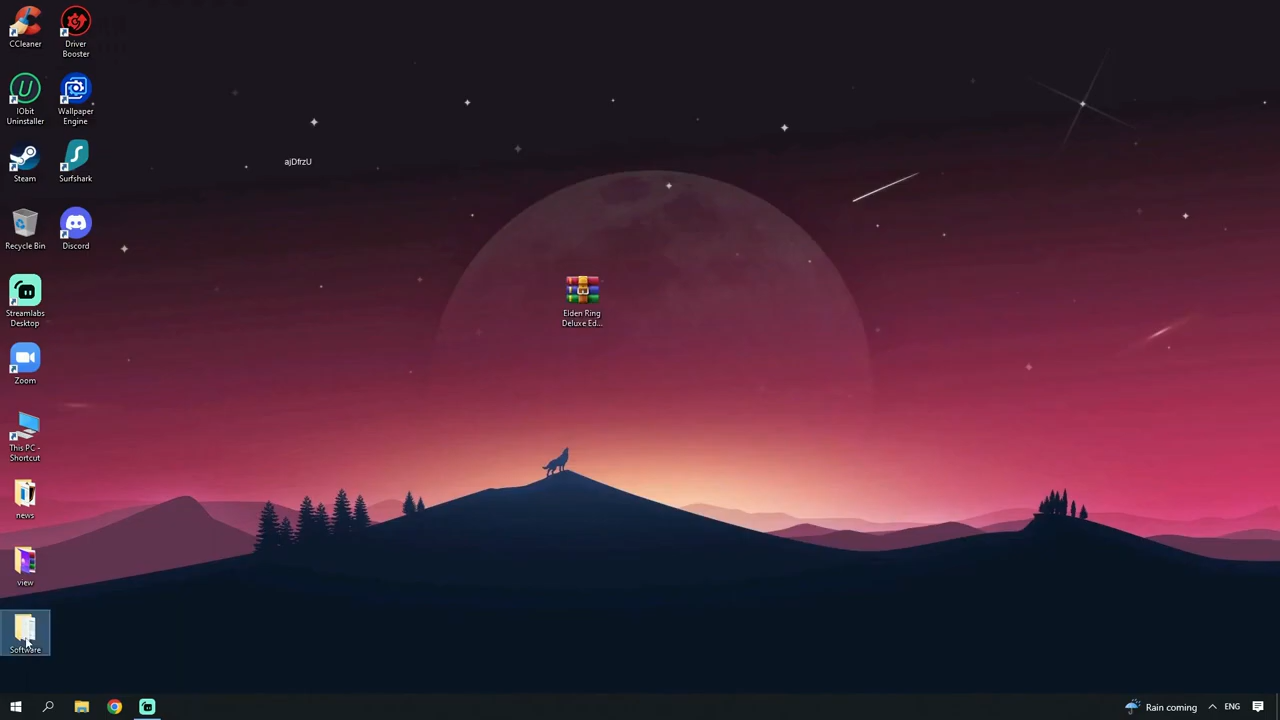 CCleaner
Driver
Booster
IObit
Uninstaller
Wallpaper
Engine
Steam
Surfshark
ajDfrzU
Recycle Bin
Discord
Streamlabs
Desktop
Elden Ring
Deluxe Ed...
Zoom
This PC -
Shortcut
news
view
Software
Rain coming
ENG